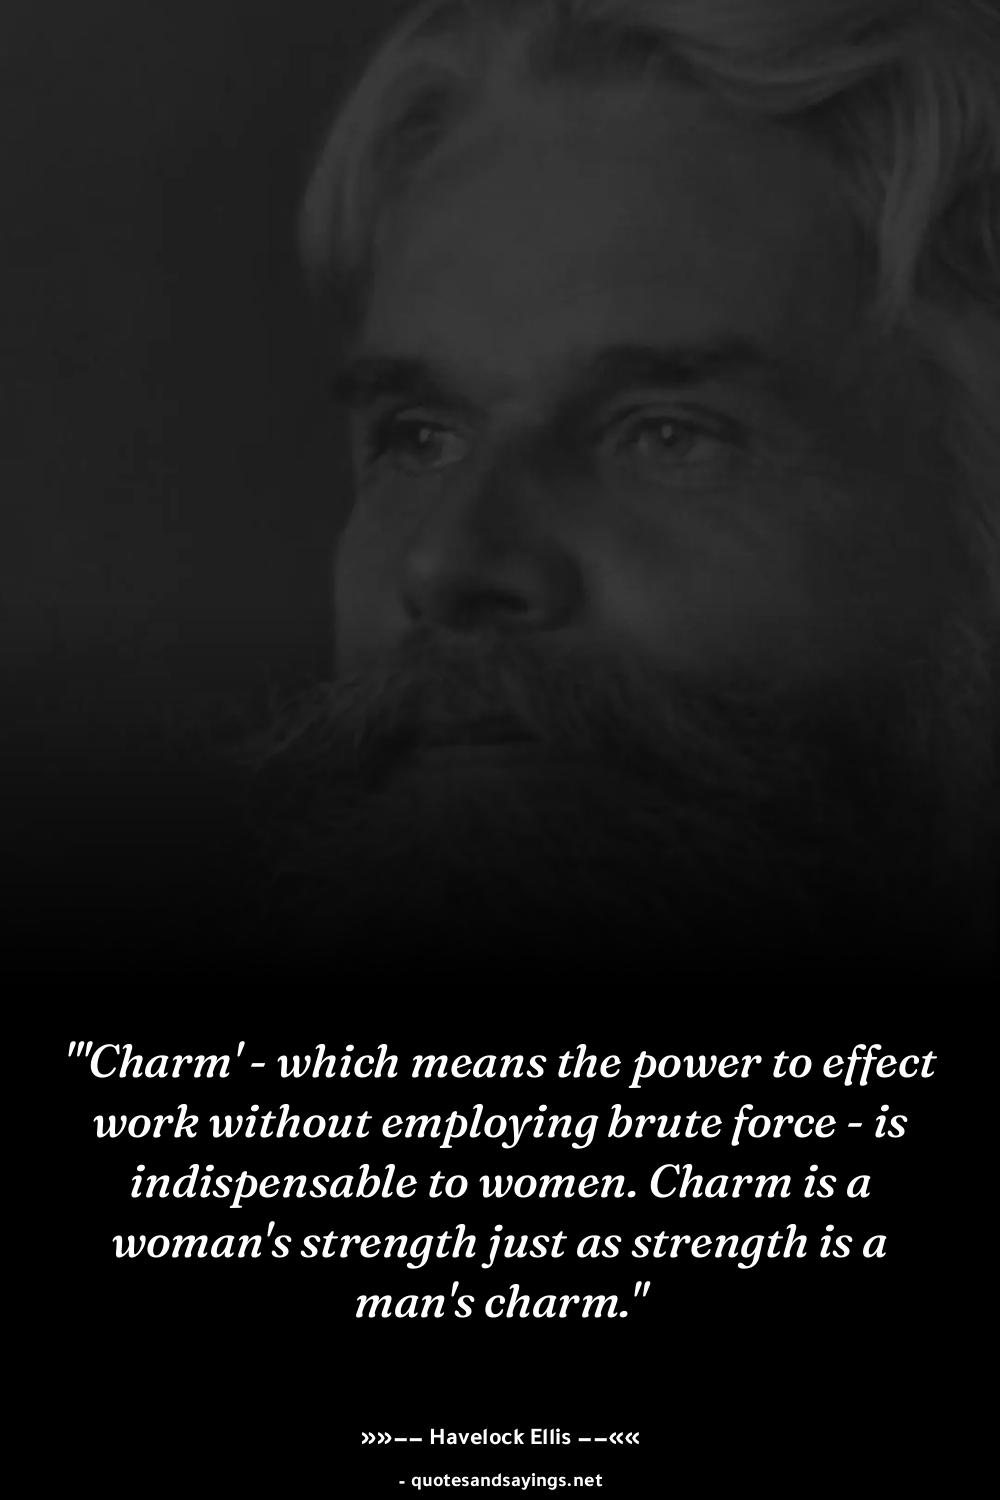 "'Charm' - which means the power to effect
work without employing brute force - is
indispensable to women. Charm is a
woman's strength just as strength is a
man's charm."
»»−− Havelock Ellis −−««
- quotesandsayings.net